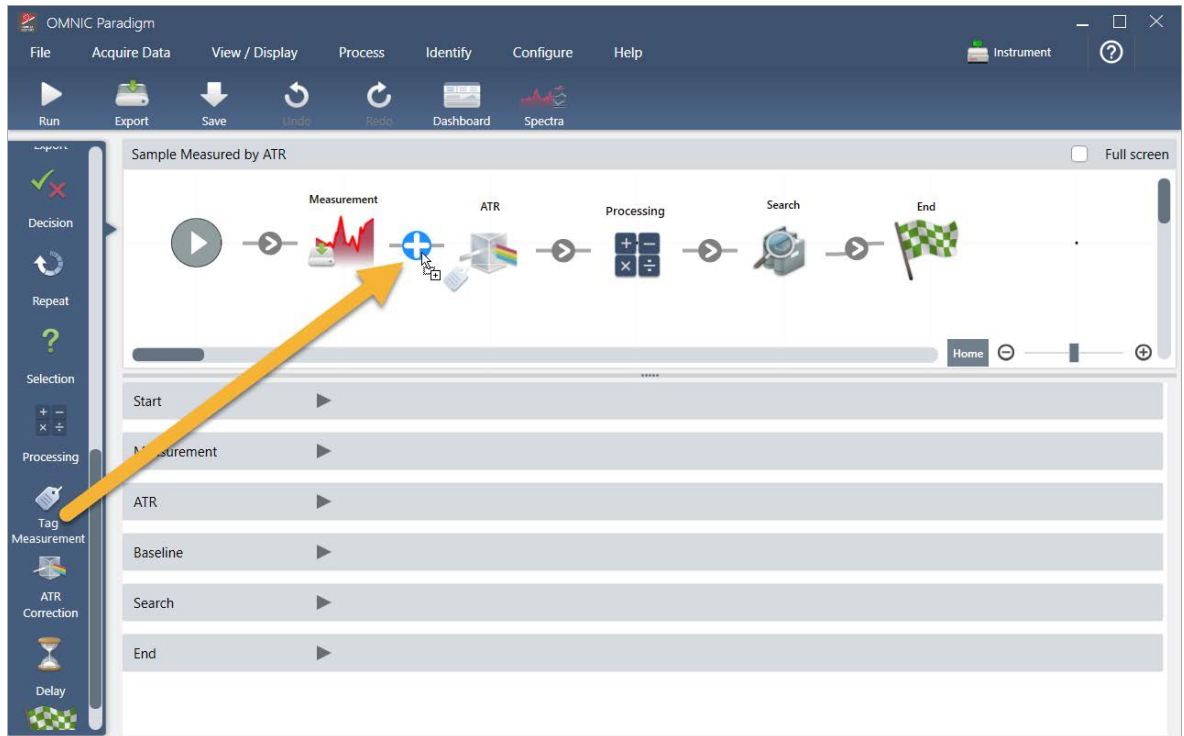 OMNIC Paradigm
File Acquire Data View / Display Process Identify Configure Help Instrument
Run Export Save Undo Redo Dashboard Spectra
Export
Decision
Repeat
Selection
Processing
Tag
Measurement
ATR
Correction
Delay
Sample Measured by ATR Full screen
Measurement ATR Processing Search End
Home
Start
Measurement
ATR
Baseline
Search
End